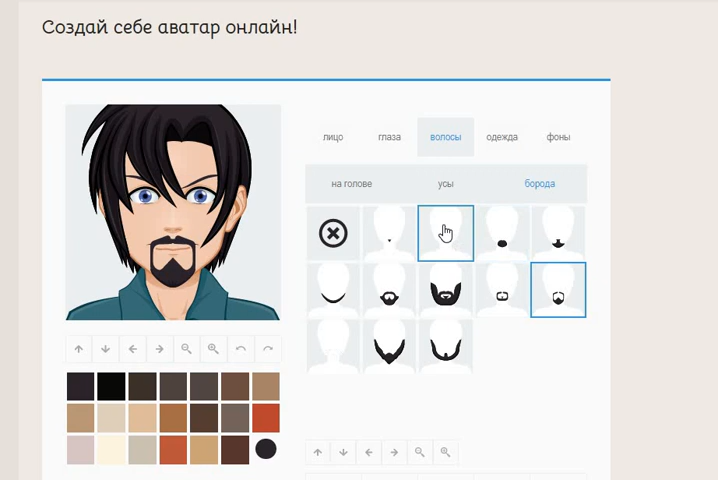 Создай себе аватар онлайн!
лицо глаза волосы одежда фоны
на голове усы борода